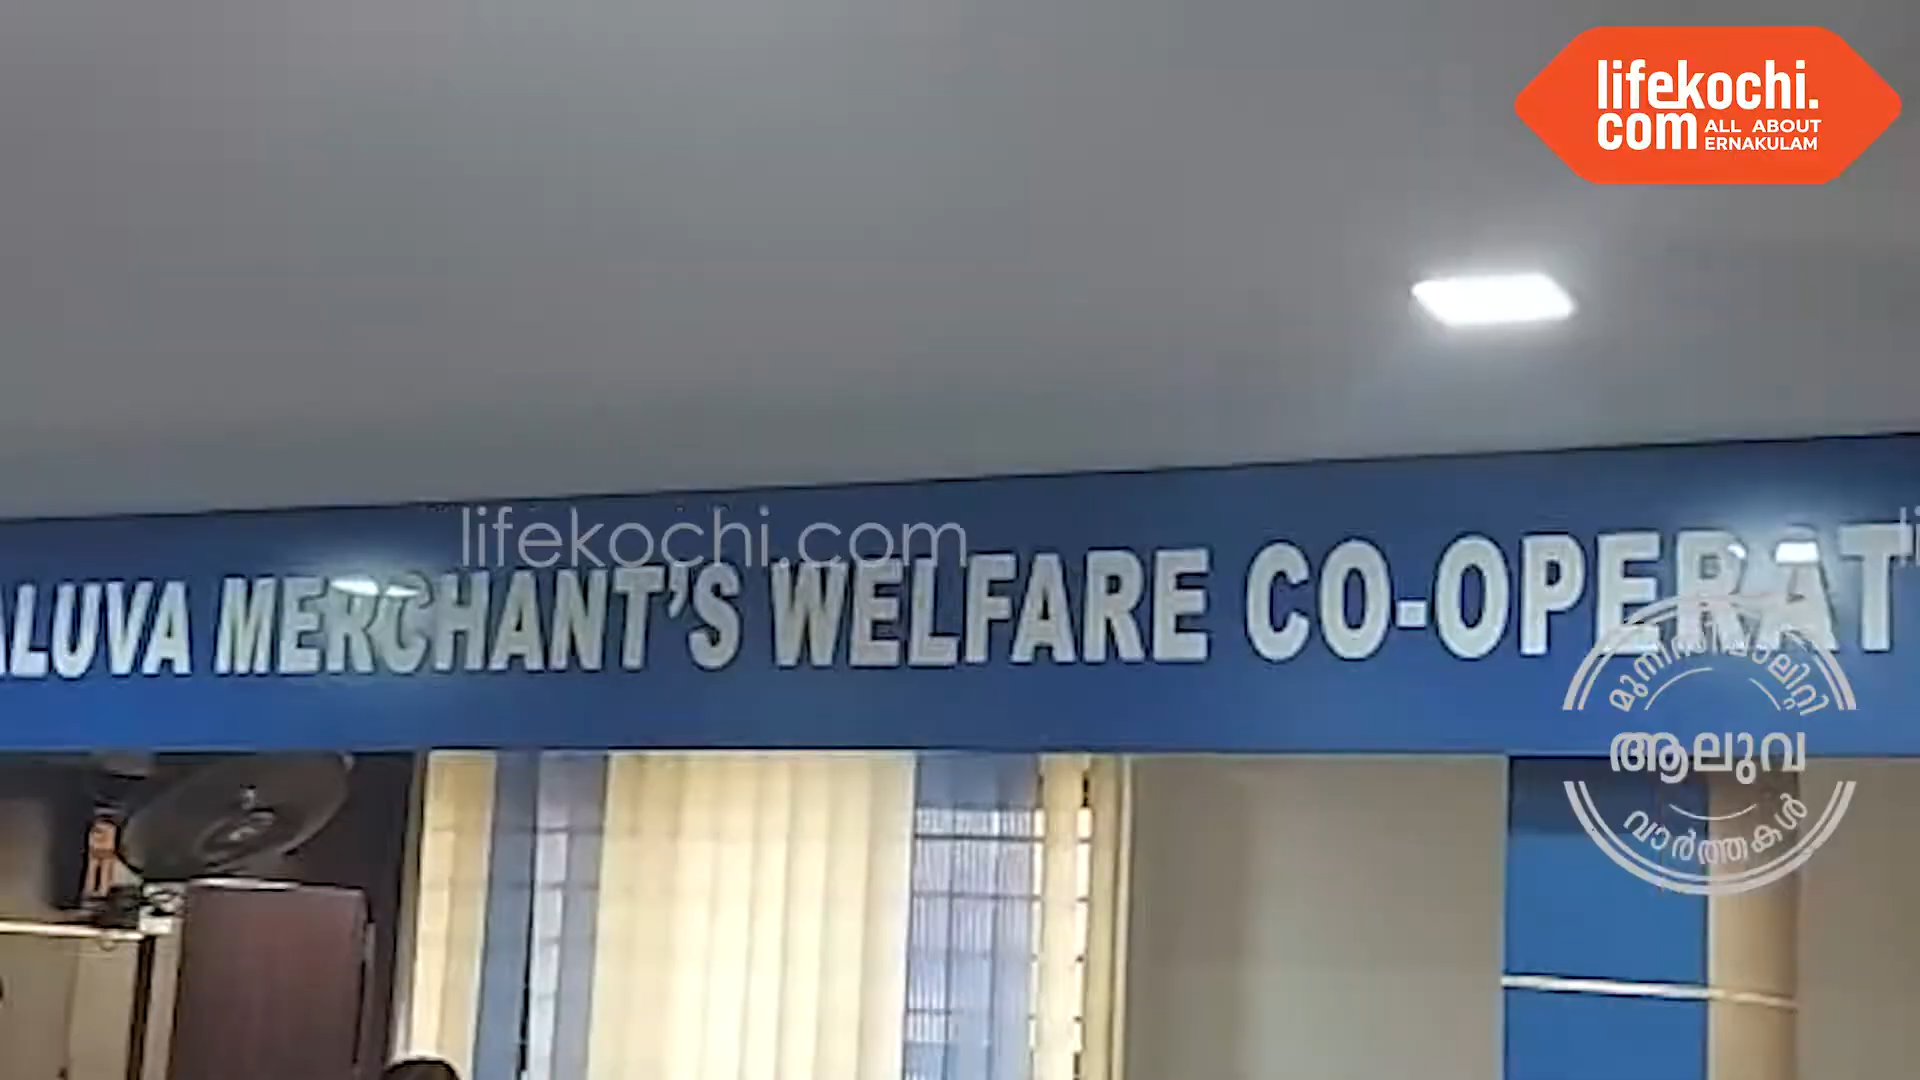 lifekochi.
com ALL ABOUT
ERNAKULAM
lifekochi.com
ALUVA MERCHANT'S WELFARE CO-OPERAT
മുനിസിപ്പാലിറ്റി
ആലുവ
വാർത്തകൾ